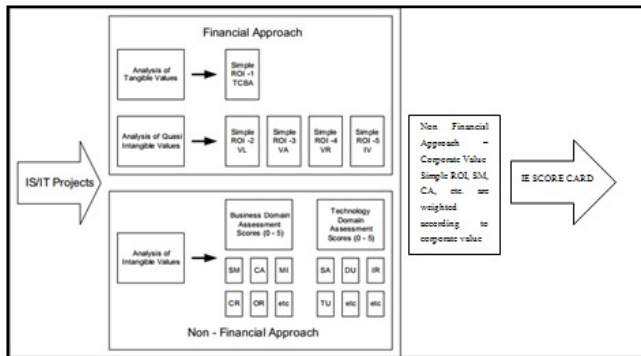 Financial Approach
Analysis of
Tangible Values
Simple
ROI -1
TCBA
Analysis of Quasi
Intangible Values
Simple
ROI -2
VL
Simple
ROI -3
VA
Simple
ROI -4
VR
Simple
ROI -5
IV
IS/IT Projects
Business Domain
Assessment
Scores (0 - 5)
Technology
Domain
Assessment
Scores (0 - 5)
Analysis of
Intangible Values
SM
CA
MI
SA
DU
IR
CR
OR
etc
TU
etc
etc
Non - Financial Approach
Non Financial
Approach –
Corporate Value
Simple ROI, SM,
CA, etc. are
weighted
according to
corporate value
IE SCORE CARD